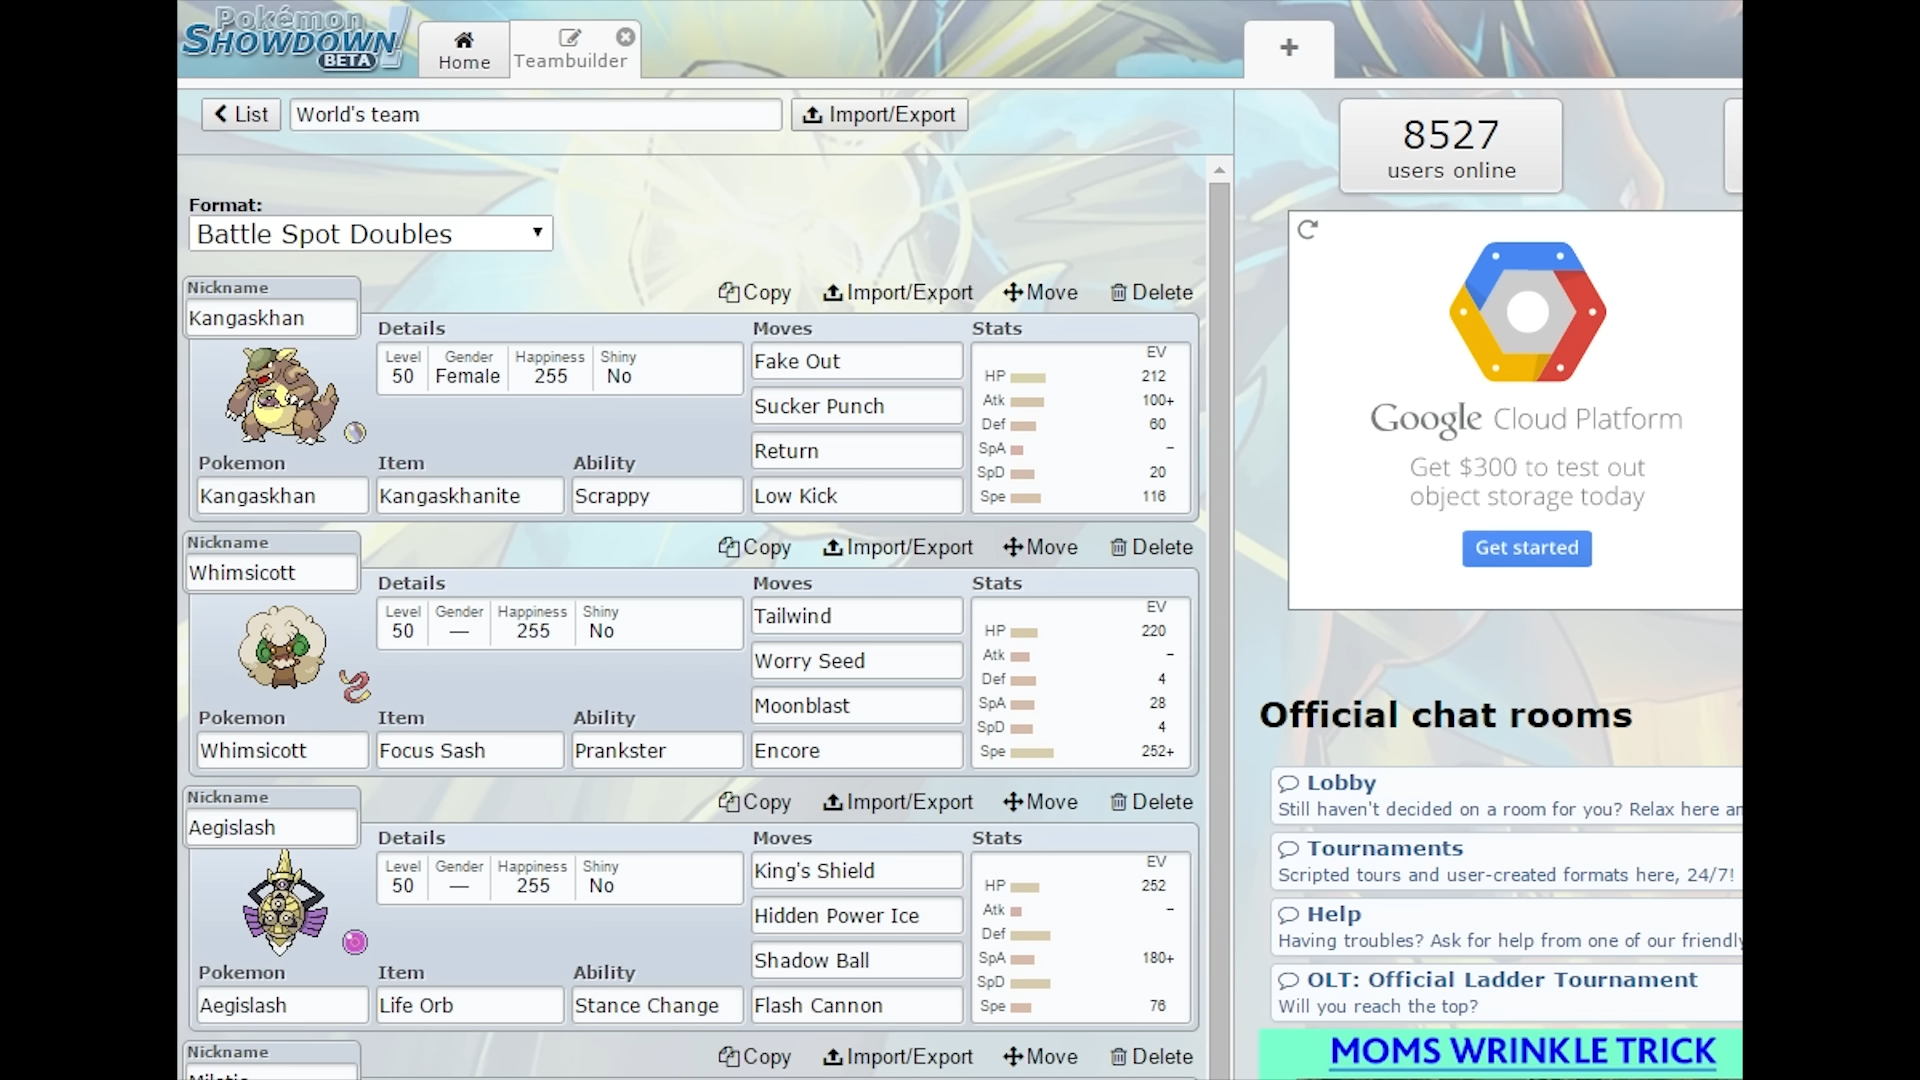 Pokémon
SHOWDOWN!
BETA
Home
Teambuilder
+
List
World's team
Import/Export
8527
users online
Format:
Battle Spot Doubles
Nickname
Kangaskhan
Copy Import/Export Move Delete
Details Moves Stats
Level Gender Happiness Shiny
50 Female 255 No
Fake Out
Sucker Punch
Return
Low Kick
EV
HP 212
Atk 100+
Def 60
SpA –
SpD 20
Spe 116
Pokemon Item Ability
Kangaskhan Kangaskhanite Scrappy
Google Cloud Platform
Get $300 to test out
object storage today
Get started
Nickname
Whimsicott
Copy Import/Export Move Delete
Details Moves Stats
Level Gender Happiness Shiny
50 — 255 No
Tailwind
Worry Seed
Moonblast
Encore
EV
HP 220
Atk –
Def 4
SpA 28
SpD 4
Spe 252+
Pokemon Item Ability
Whimsicott Focus Sash Prankster
Official chat rooms
Lobby
Still haven't decided on a room for you? Relax here
Tournaments
Scripted tours and user-created formats here, 24/7!
Help
Having troubles? Ask for help from one of our friendly
OLT: Official Ladder Tournament
Will you reach the top?
Nickname
Aegislash
Copy Import/Export Move Delete
Details Moves Stats
Level Gender Happiness Shiny
50 — 255 No
King's Shield
Hidden Power Ice
Shadow Ball
Flash Cannon
EV
HP 252
Atk –
Def
SpA 180+
SpD
Spe 76
Pokemon Item Ability
Aegislash Life Orb Stance Change
MOMS WRINKLE TRICK
Nickname
Copy Import/Export Move Delete